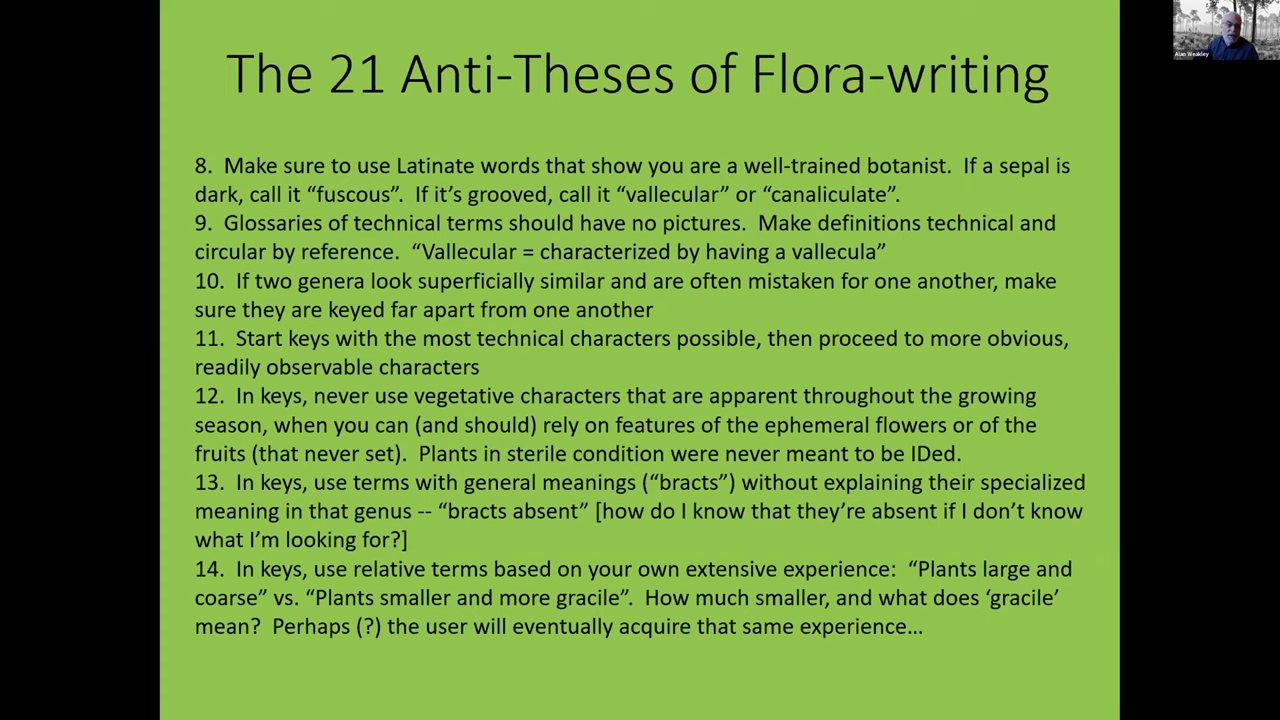 The 21 Anti-Theses of Flora-writing
Alan Weakley
8.  Make sure to use Latinate words that show you are a well-trained botanist.  If a sepal is
dark, call it “fuscous”.  If it’s grooved, call it “vallecular” or “canaliculate”.
9.  Glossaries of technical terms should have no pictures.  Make definitions technical and
circular by reference.  “Vallecular = characterized by having a vallecula”
10.  If two genera look superficially similar and are often mistaken for one another, make
sure they are keyed far apart from one another
11.  Start keys with the most technical characters possible, then proceed to more obvious,
readily observable characters
12.  In keys, never use vegetative characters that are apparent throughout the growing
season, when you can (and should) rely on features of the ephemeral flowers or of the
fruits (that never set).  Plants in sterile condition were never meant to be IDed.
13.  In keys, use terms with general meanings (“bracts”) without explaining their specialized
meaning in that genus -- “bracts absent” [how do I know that they’re absent if I don’t know
what I’m looking for?]
14.  In keys, use relative terms based on your own extensive experience:  “Plants large and
coarse” vs. “Plants smaller and more gracile”.  How much smaller, and what does ‘gracile’
mean?  Perhaps (?) the user will eventually acquire that same experience…